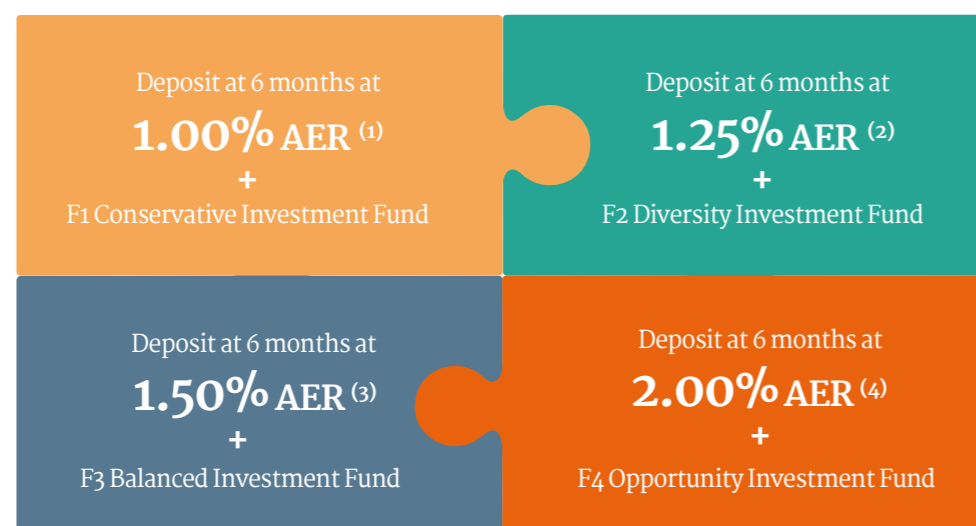 Deposit at 6 months at
1.00% AER (1)
+
F1 Conservative Investment Fund
Deposit at 6 months at
1.25% AER (2)
+
F2 Diversity Investment Fund
Deposit at 6 months at
1.50% AER (3)
+
F3 Balanced Investment Fund
Deposit at 6 months at
2.00% AER (4)
+
F4 Opportunity Investment Fund